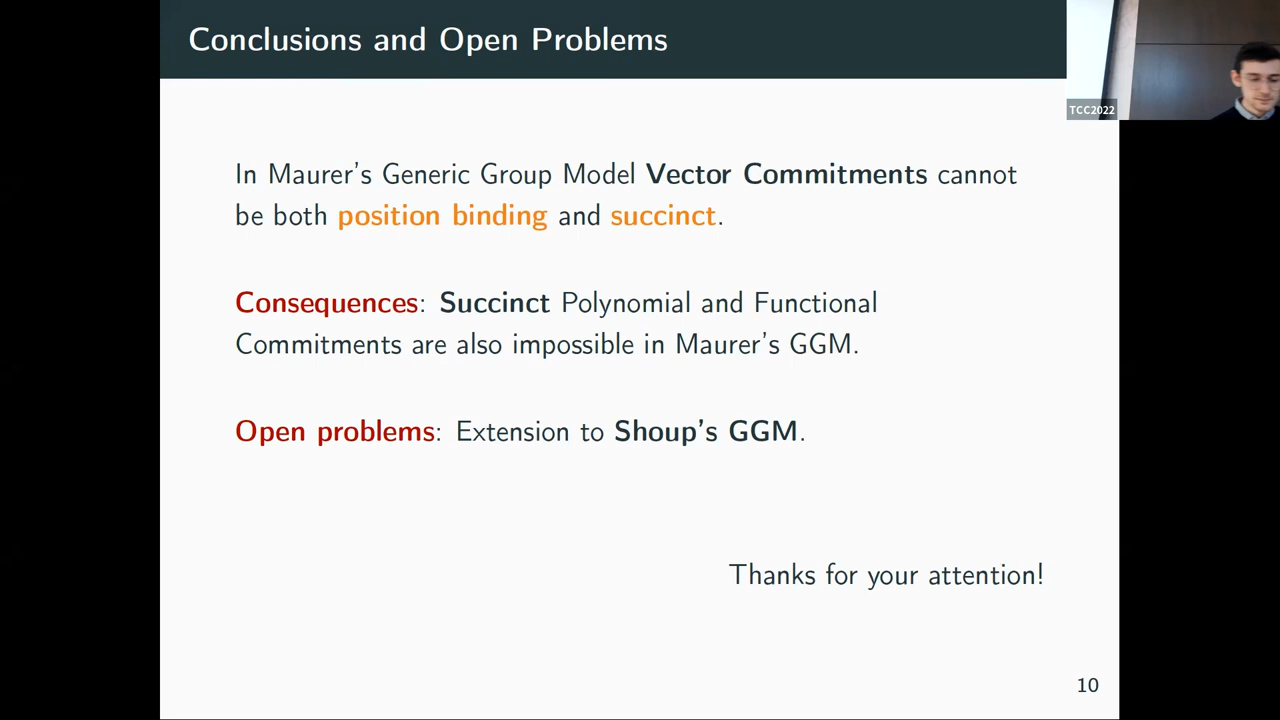 Conclusions and Open Problems
TCC2022
In Maurer's Generic Group Model Vector Commitments cannot
be both position binding and succinct.
Consequences: Succinct Polynomial and Functional
Commitments are also impossible in Maurer's GGM.
Open problems: Extension to Shoup's GGM.
Thanks for your attention!
10